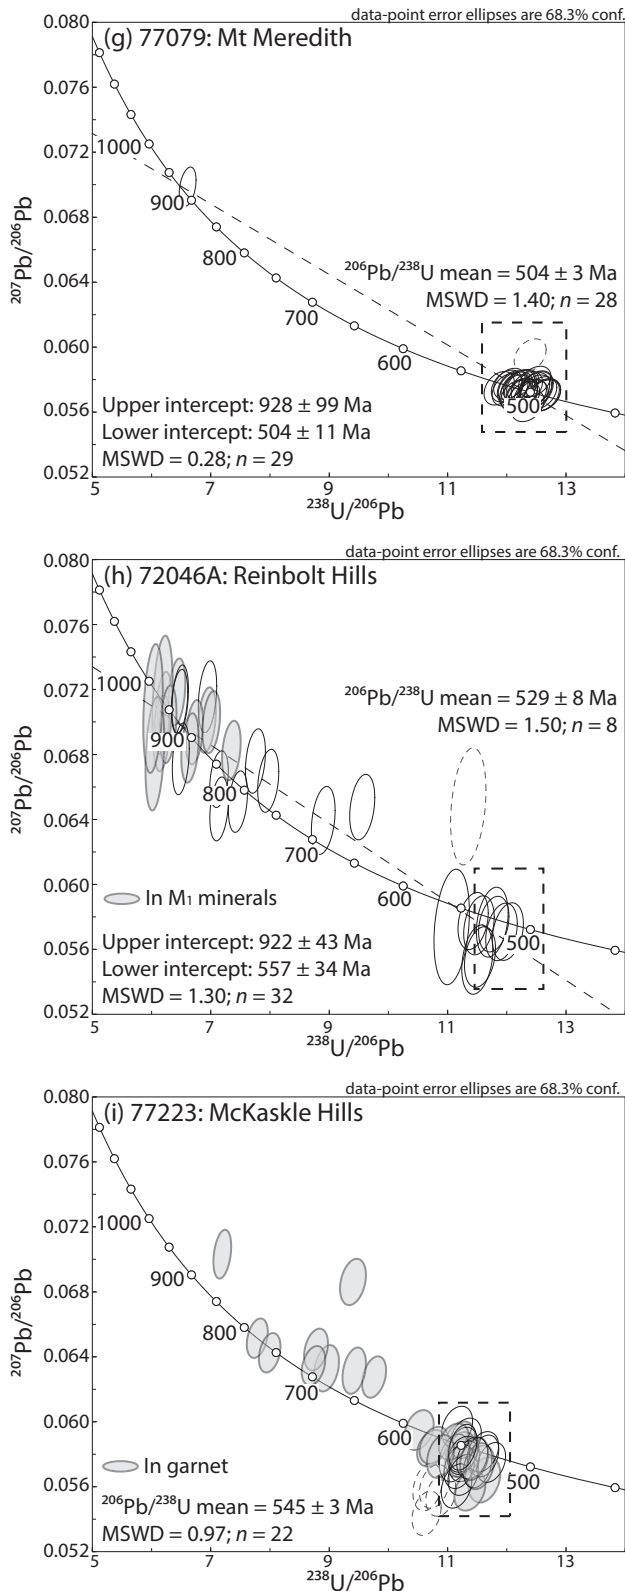 data-point error ellipses are 68.3% conf.
(g) 77079: Mt Meredith
0.080
0.076
0.072
0.068
0.064
0.060
0.056
0.052
²⁰⁷Pb/²⁰⁶Pb
1000
900
800
700
600
500
²⁰⁶Pb/²³⁸U mean = 504 ± 3 Ma
MSWD = 1.40; n = 28
Upper intercept: 928 ± 99 Ma
Lower intercept: 504 ± 11 Ma
MSWD = 0.28; n = 29
5 7 9 11 13
²³⁸U/²⁰⁶Pb
data-point error ellipses are 68.3% conf.
(h) 72046A: Reinbolt Hills
0.080
0.076
0.072
0.068
0.064
0.060
0.056
0.052
²⁰⁷Pb/²⁰⁶Pb
1000
900
800
700
600
500
²⁰⁶Pb/²³⁸U mean = 529 ± 8 Ma
MSWD = 1.50; n = 8
In M₁ minerals
Upper intercept: 922 ± 43 Ma
Lower intercept: 557 ± 34 Ma
MSWD = 1.30; n = 32
5 7 9 11 13
²³⁸U/²⁰⁶Pb
data-point error ellipses are 68.3% conf.
(i) 77223: McKaskle Hills
0.080
0.076
0.072
0.068
0.064
0.060
0.056
0.052
²⁰⁷Pb/²⁰⁶Pb
1000
900
800
700
600
500
In garnet
²⁰⁶Pb/²³⁸U mean = 545 ± 3 Ma
MSWD = 0.97; n = 22
5 7 9 11 13
²³⁸U/²⁰⁶Pb